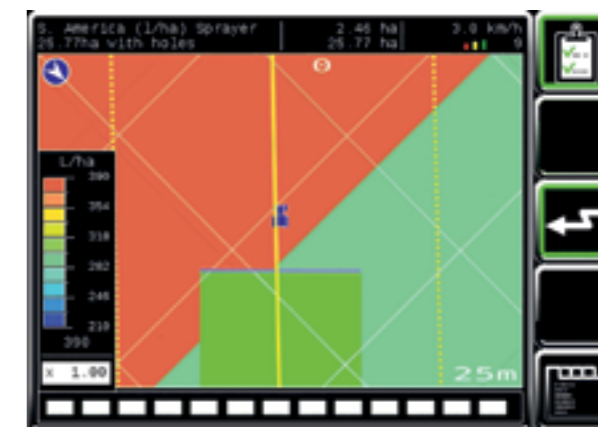 S. America (l/ha) Sprayer
25.77ha with holes
2.46 ha
25.77 ha
3.0 km/h
9
L/ha
390
354
318
282
246
210
390
x 1.00
25m